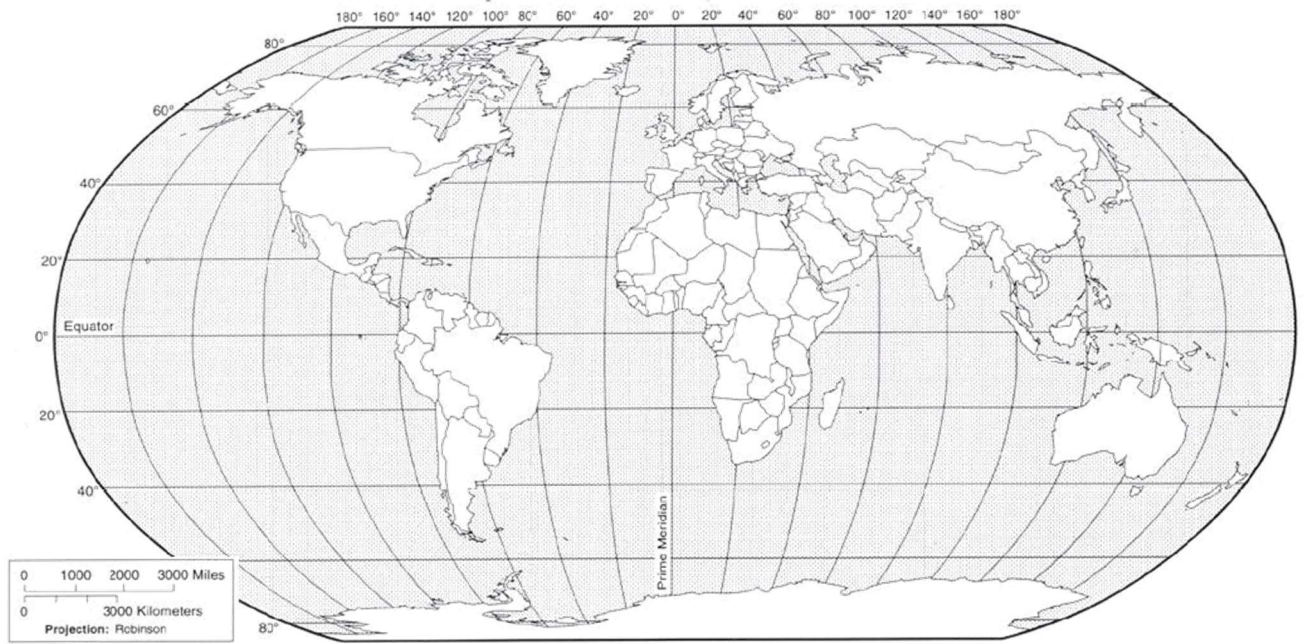 180° 160° 140° 120° 100° 80° 60° 40° 20° 0° 20° 40° 60° 80° 100° 120° 140° 160° 180°
80°
60°
40°
20°
Equator
0°
20°
40°
Prime Meridian
80°
0 1000 2000 3000 Miles
0 3000 Kilometers
Projection: Robinson